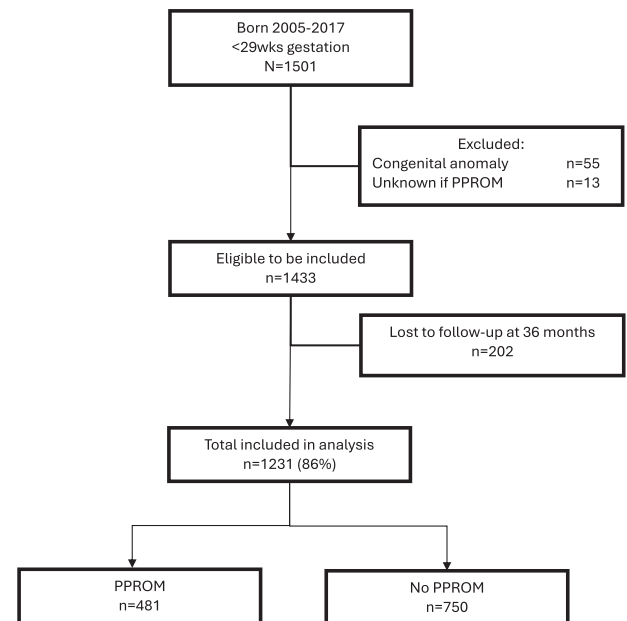 Born 2005-2017
<29wks gestation
N=1501
Excluded:
Congenital anomaly n=55
Unknown if PPROM n=13
Eligible to be included
n=1433
Lost to follow-up at 36 months
n=202
Total included in analysis
n=1231 (86%)
PPROM
n=481
No PPROM
n=750